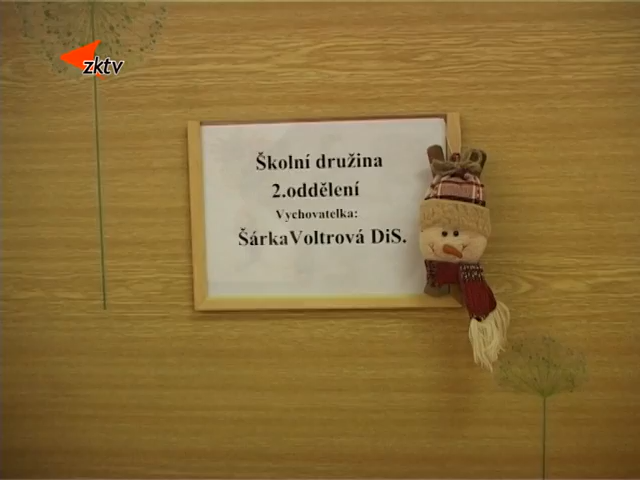 zktv
Školní družina
2.oddělení
Vychovatelka:
ŠárkaVoltrová DiS.